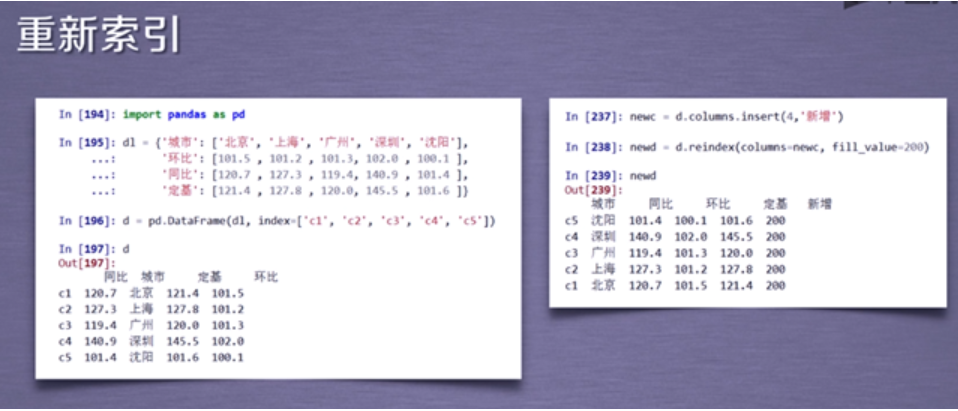 重新索引
In [194]: import pandas as pd
In [195]: dl = {'城市': ['北京', '上海', '广州', '深圳', '沈阳'],
...: '环比': [101.5 , 101.2 , 101.3, 102.0 , 100.1 ],
...: '同比': [120.7 , 127.3 , 119.4, 140.9 , 101.4 ],
...: '定基': [121.4 , 127.8 , 120.0, 145.5 , 101.6 ]}
In [196]: d = pd.DataFrame(dl, index=['c1', 'c2', 'c3', 'c4', 'c5'])
In [197]: d
Out[197]:
同比 城市 定基 环比
c1 120.7 北京 121.4 101.5
c2 127.3 上海 127.8 101.2
c3 119.4 广州 120.0 101.3
c4 140.9 深圳 145.5 102.0
c5 101.4 沈阳 101.6 100.1
In [237]: newc = d.columns.insert(4,'新增')
In [238]: newd = d.reindex(columns=newc, fill_value=200)
In [239]: newd
Out[239]:
城市 同比 环比 定基 新增
c5 沈阳 101.4 100.1 101.6 200
c4 深圳 140.9 102.0 145.5 200
c3 广州 119.4 101.3 120.0 200
c2 上海 127.3 101.2 127.8 200
c1 北京 120.7 101.5 121.4 200